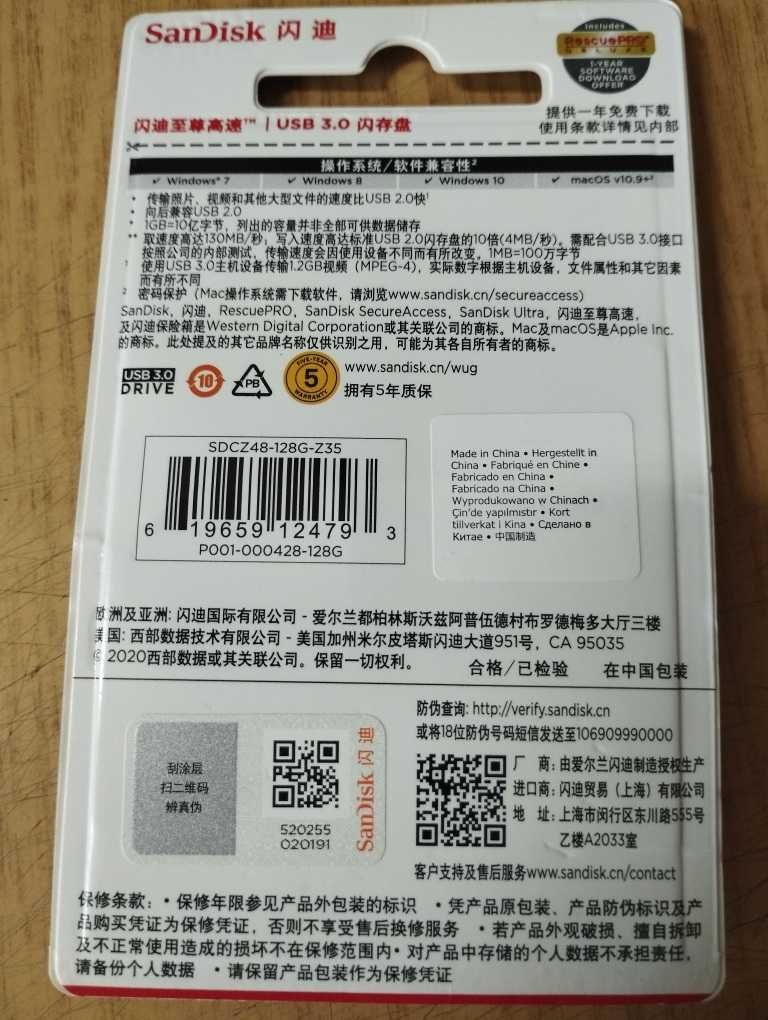 SanDisk 闪迪
Includes
RescuePRO®
DELUXE
1-YEAR
SOFTWARE
DOWNLOAD
OFFER
提供一年免费下载
使用条款详情见内部
闪迪至尊高速™ | USB 3.0 闪存盘
操作系统/软件兼容性²
✓ Windows® 7 ✓ Windows 8 ✓ Windows 10 ✓ macOS v10.9+²
• 传输照片、视频和其他大型文件的速度比USB 2.0快¹
• 向后兼容USB 2.0
* 1GB=10亿字节，列出的容量并非全部可供数据储存
** 取速度高达130MB/秒；写入速度高达标准USB 2.0闪存盘的10倍(4MB/秒)。需配合USB 3.0接口
按照公司的内部测试，传输速度会因使用设备不同而有所改变。1MB=100万字节
¹ 使用USB 3.0主机设备传输1.2GB视频（MPEG-4），实际数字根据主机设备，文件属性和其它因素
而有所不同
² 密码保护（Mac操作系统需下载软件，请浏览www.sandisk.cn/secureaccess)
SanDisk，闪迪，RescuePRO，SanDisk SecureAccess，SanDisk Ultra，闪迪至尊高速，
及闪迪保险箱是Western Digital Corporation或其关联公司的商标。Mac及macOS是Apple Inc.
的商标。此处提及的其它品牌名称仅供识别之用，可能为其各自所有者的商标。
USB 3.0
DRIVE
10
PB
FIVE-YEAR
5
WARRANTY
www.sandisk.cn/wug
拥有5年质保
SDCZ48-128G-Z35
6 19659 12479 3
P001-000428-128G
Made in China • Hergestellt in
China • Fabriqué en Chine •
Fabricado en China •
Fabricado na China •
Wyprodukowano w Chinach •
Çin'de yapılmıstır • Kort
tillverkat i Kina • Сделано в
Китае • 中国制造
欧洲及亚洲: 闪迪国际有限公司 - 爱尔兰都柏林斯沃兹阿普伍德村布罗德梅多大厅三楼
美国: 西部数据技术有限公司 - 美国加州米尔皮塔斯闪迪大道951号，CA 95035
©2020西部数据或其关联公司。保留一切权利。 合格/已检验 在中国包装
防伪查询: http://verify.sandisk.cn
或将18位防伪号码短信发送至106909990000
刮涂层
扫二维码
辨真伪
520255
020191
SanDisk 闪迪
厂 商: 由爱尔兰闪迪制造授权生产
进口商: 闪迪贸易（上海）有限公司
地 址: 上海市闵行区东川路555号
乙楼A2033室
客户支持及售后服务www.sandisk.cn/contact
保修条款: • 保修年限参见产品外包装的标识 • 凭产品原包装、产品防伪标识及产
品购买凭证为保修凭证，否则不享受售后换修服务 • 若产品外观破损、擅自拆卸
及不正常使用造成的损坏不在保修范围内• 对产品中存储的个人数据不承担责任，
请备份个人数据 • 请保留产品包装作为保修凭证